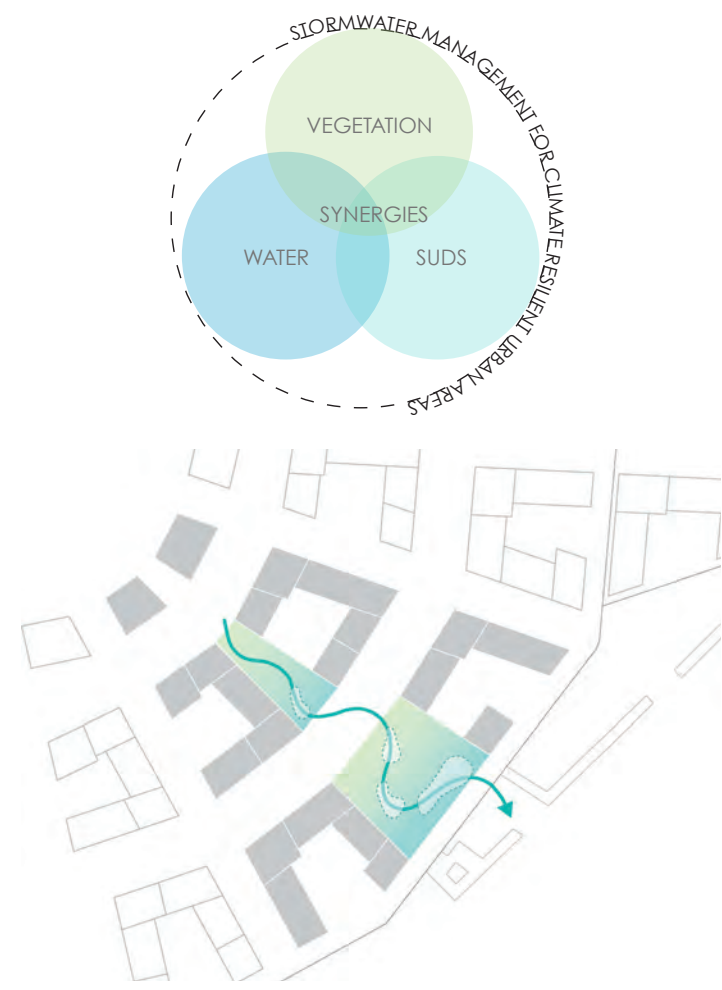 STORMWATER MANAGEMENT FOR CLIMATE RESILIENT URBAN AREAS
VEGETATION
SYNERGIES
WATER
SUDS